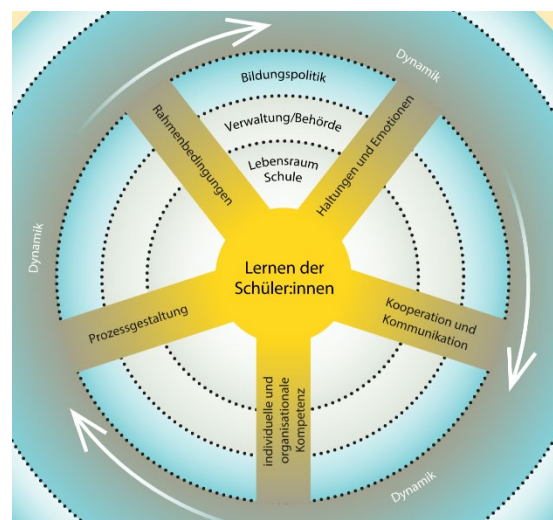 Dynamik
Bildungspolitik
Verwaltung/Behörde
Lebensraum
Schule
Rahmenbedingungen
Haltungen und Emotionen
Dynamik
Lernen der
Schüler:innen
Prozessgestaltung
Kooperation und
Kommunikation
individuelle und
organisationale
Kompetenz
Dynamik